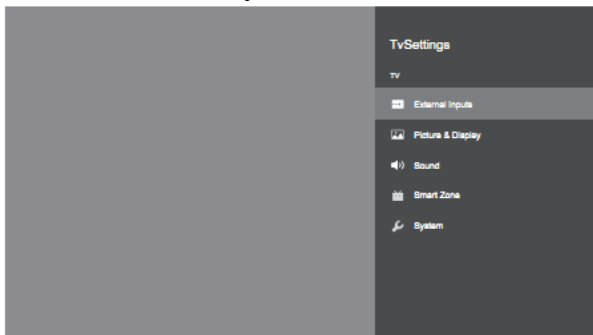 TvSettings
TV
External Inputs
Picture & Display
Sound
Smart Zone
System